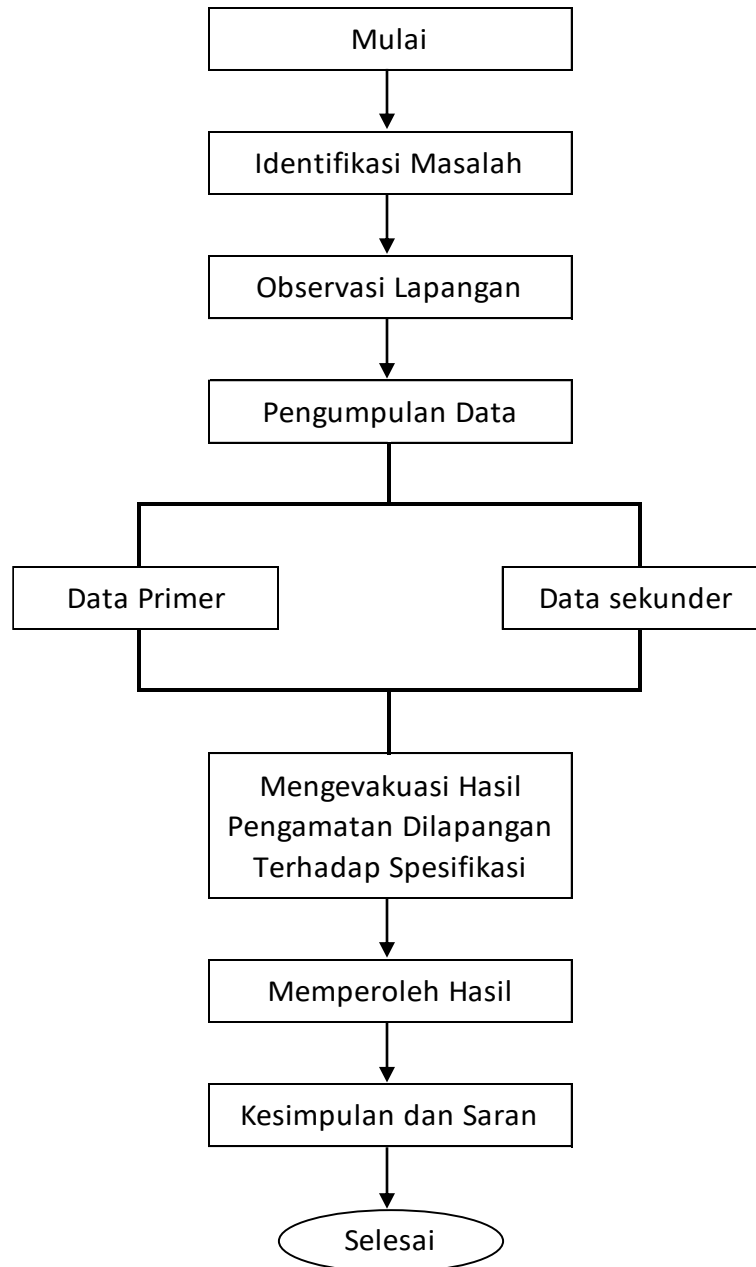 Mulai
Identifikasi Masalah
Observasi Lapangan
Pengumpulan Data
Data Primer
Data sekunder
Mengevakuasi Hasil
Pengamatan Dilapangan
Terhadap Spesifikasi
Memperoleh Hasil
Kesimpulan dan Saran
Selesai